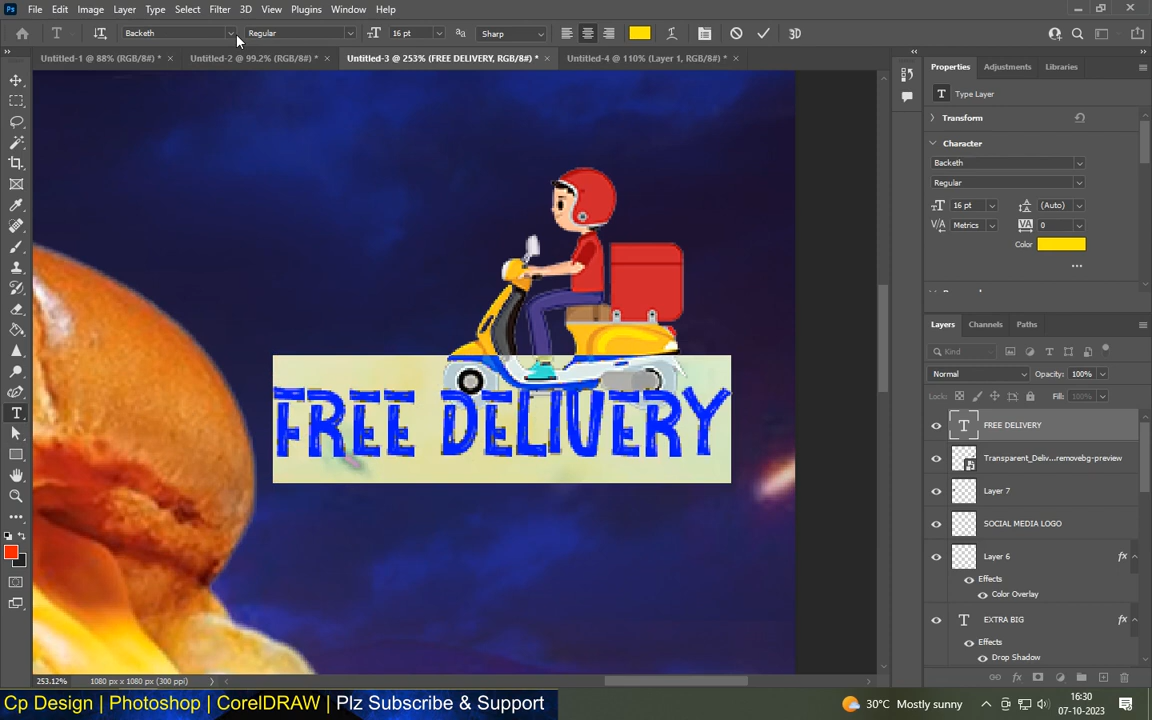 Ps File Edit Image Layer Type Select Filter 3D View Plugins Window Help
T Backeth Regular 16 pt aa Sharp 3D
Untitled-1 @ 88% (RGB/8#) * × Untitled-2 @ 99.2% (RGB/8#) * × Untitled-3 @ 253% (FREE DELIVERY, RGB/8#) * × Untitled-4 @ 110% (Layer 1, RGB/8#) * ×
Properties Adjustments Libraries
T Type Layer
Transform
Character
Backeth
Regular
16 pt (Auto)
Metrics 0
Color
FREE DELIVERY
Layers Channels Paths
Kind
Normal Opacity: 100%
Lock: Fill: 100%
T FREE DELIVERY
Transparent_Deliv...removebg-preview
Layer 7
SOCIAL MEDIA LOGO
Layer 6 fx
Effects
Color Overlay
T EXTRA BIG fx
Effects
Drop Shadow
253.12% 1080 px x 1080 px (300 ppi)
Cp Design | Photoshop | CorelDRAW | Plz Subscribe & Support
30°C Mostly sunny
16:30
07-10-2023